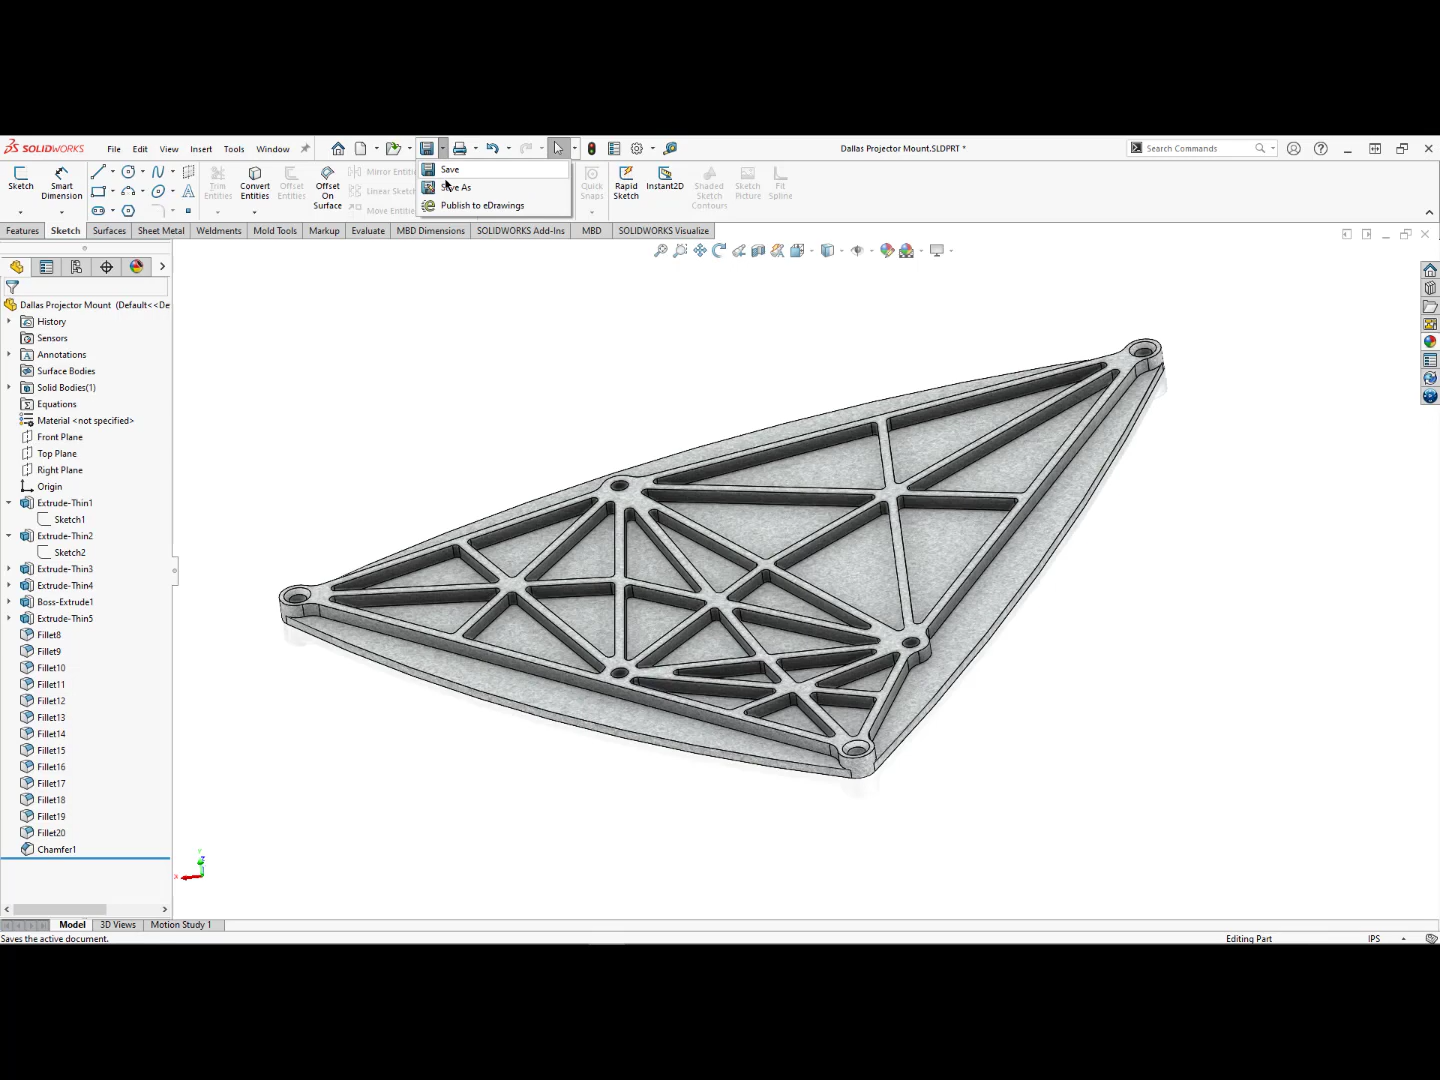 SOLIDWORKS
File Edit View Insert Tools Window
Dallas Projector Mount.SLDPRT *
Search Commands
Save
Save As
Publish to eDrawings
Sketch
Smart Dimension
Trim Entities
Convert Entities
Offset Entities
Offset On Surface
Mirror Entiti
Linear Sketc
Move Entitie
Quick Snaps
Rapid Sketch
Instant2D
Shaded Sketch Contours
Sketch Picture
Fit Spline
Features Sketch Surfaces Sheet Metal Weldments Mold Tools Markup Evaluate MBD Dimensions SOLIDWORKS Add-Ins MBD SOLIDWORKS Visualize
Dallas Projector Mount (Default<<De
History
Sensors
Annotations
Surface Bodies
Solid Bodies(1)
Equations
Material <not specified>
Front Plane
Top Plane
Right Plane
Origin
Extrude-Thin1
Sketch1
Extrude-Thin2
Sketch2
Extrude-Thin3
Extrude-Thin4
Boss-Extrude1
Extrude-Thin5
Fillet8
Fillet9
Fillet10
Fillet11
Fillet12
Fillet13
Fillet14
Fillet15
Fillet16
Fillet17
Fillet18
Fillet19
Fillet20
Chamfer1
Model 3D Views Motion Study 1
Saves the active document.
Editing Part
IPS